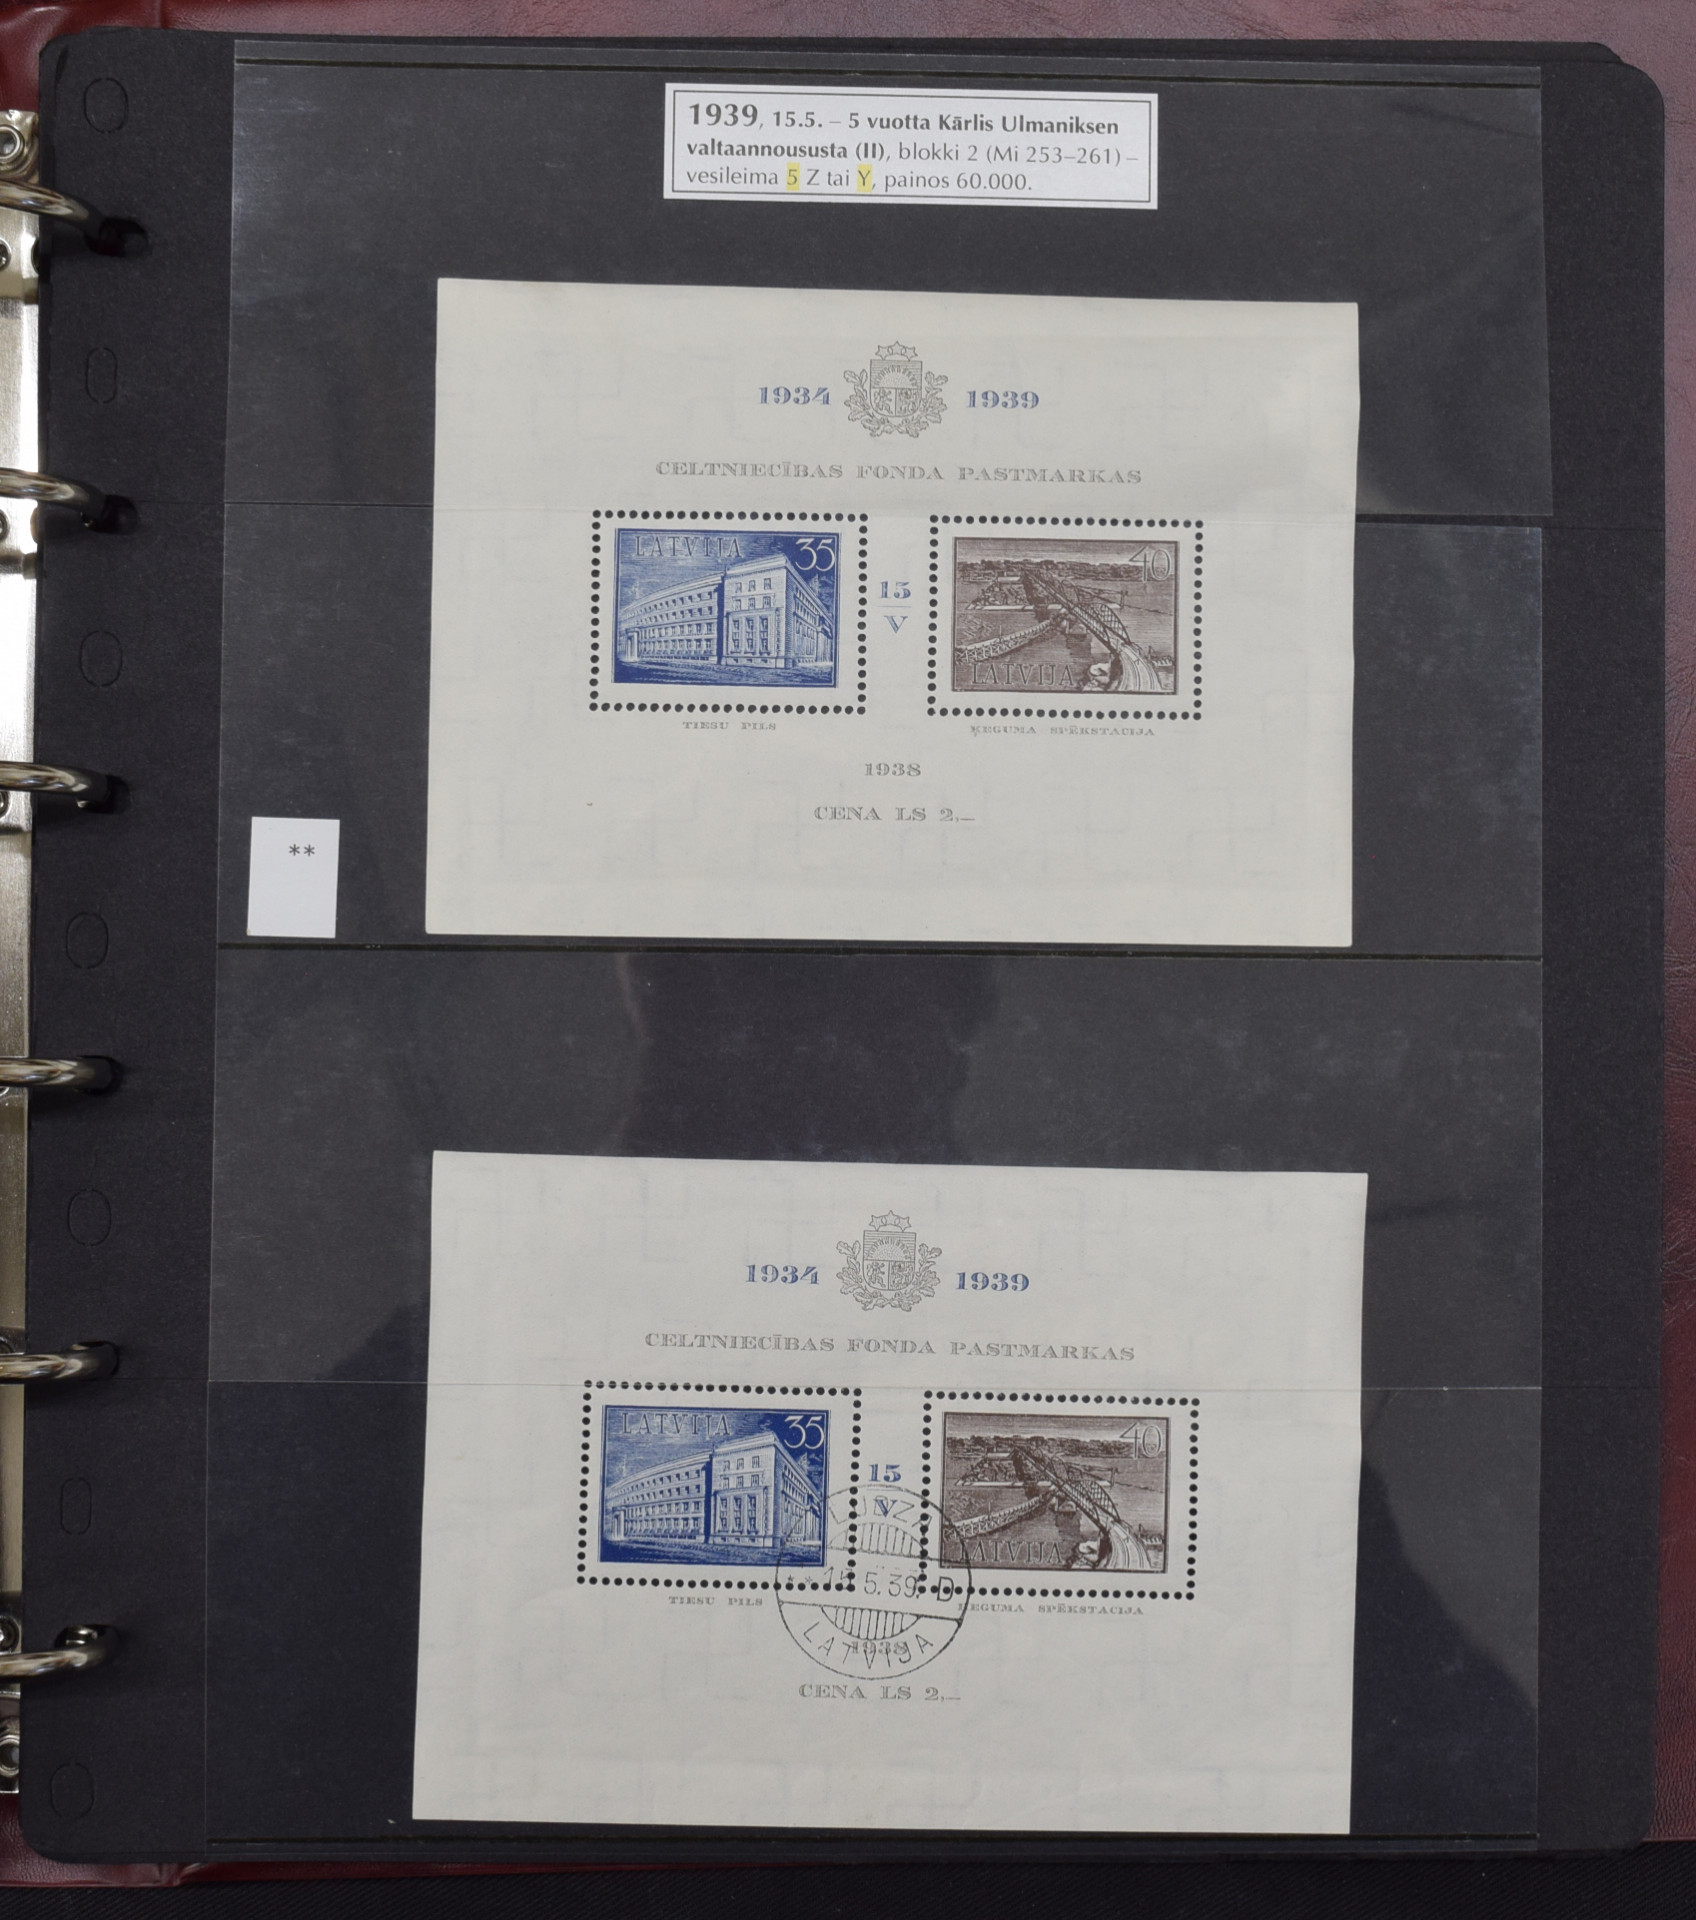 1939, 15.5. – 5 vuotta Kārlis Ulmaniksen
valtaannoususta (II), blokki 2 (Mi 253–261) –
vesileima 5 Z tai Y, painos 60.000.
1934 1939
CELTNIECĪBAS FONDA PASTMARKAS
LATVIJA 35
15
V
40
LATVIJA
TIESU PILS
ĶEGUMA SPĒKSTACIJA
1938
CENA LS 2,—
**
1934 1939
CELTNIECĪBAS FONDA PASTMARKAS
LATVIJA 35
15
V
40
LATVIJA
LUDZA
** 15.5.39. D
LATVIJA
TIESU PILS
ĶEGUMA SPĒKSTACIJA
1938
CENA LS 2,—